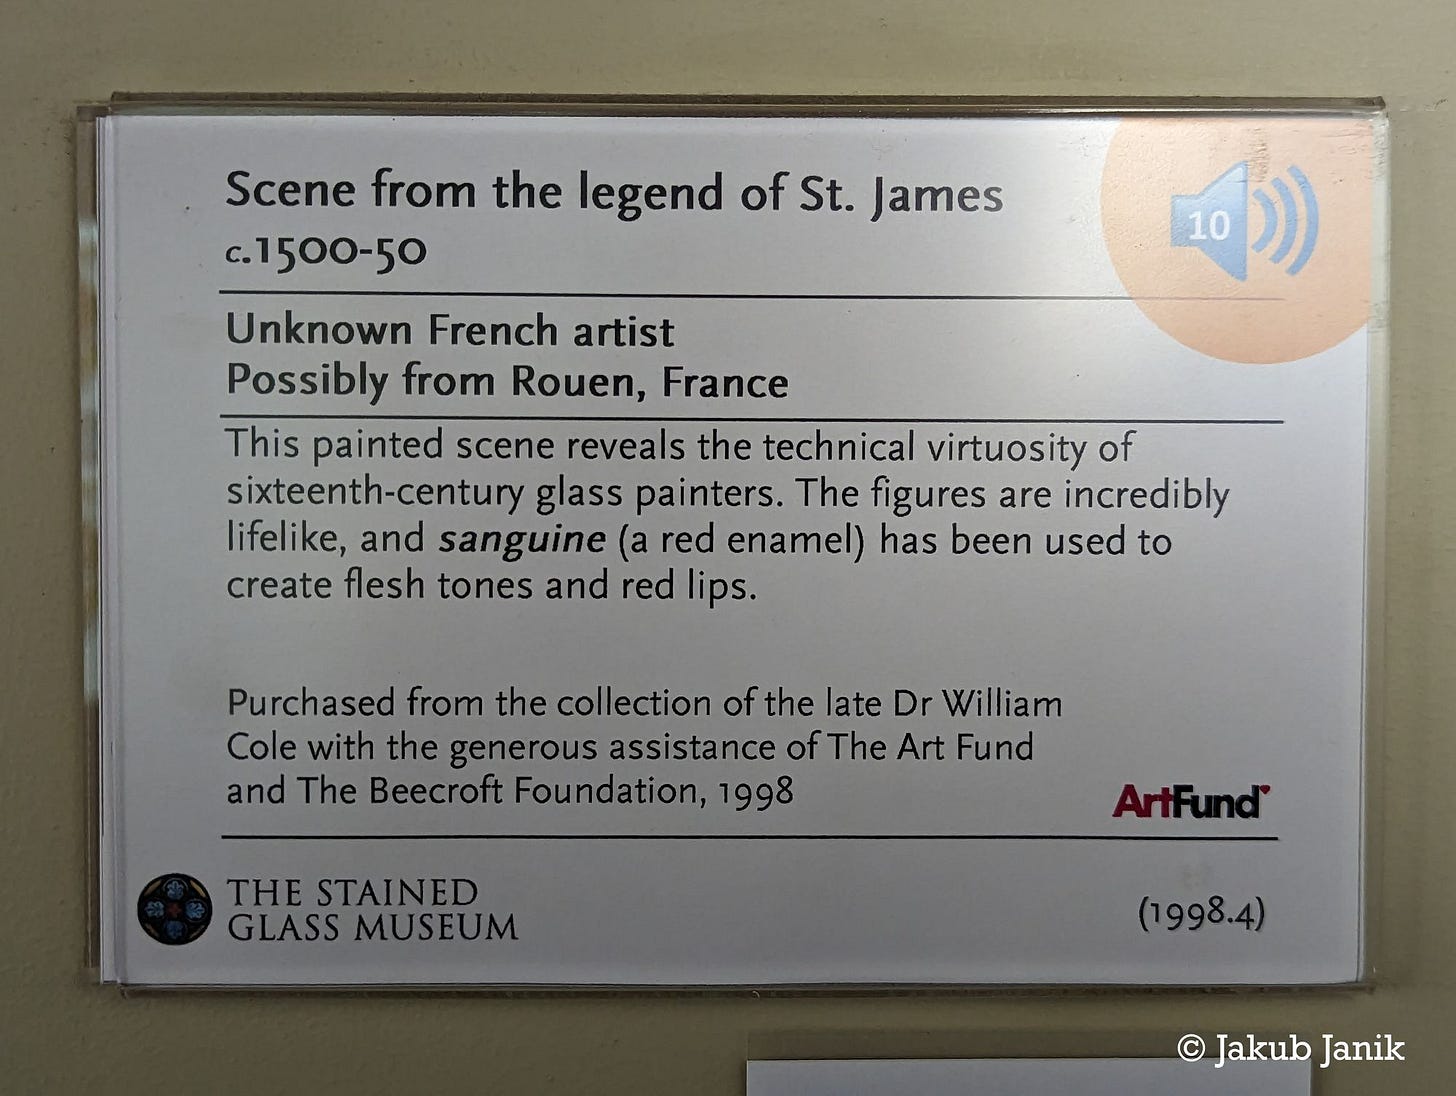 Scene from the legend of St. James
c.1500-50
10
Unknown French artist
Possibly from Rouen, France
This painted scene reveals the technical virtuosity of
sixteenth-century glass painters. The figures are incredibly
lifelike, and sanguine (a red enamel) has been used to
create flesh tones and red lips.
Purchased from the collection of the late Dr William
Cole with the generous assistance of The Art Fund
and The Beecroft Foundation, 1998
ArtFund
THE STAINED
GLASS MUSEUM
(1998.4)
© Jakub Janik